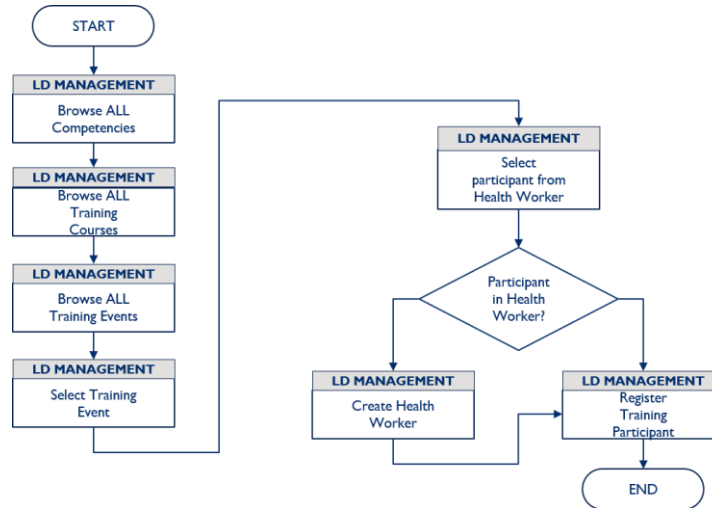 START
LD MANAGEMENT
Browse ALL
Competencies
LD MANAGEMENT
Browse ALL
Training
Courses
LD MANAGEMENT
Browse ALL
Training Events
LD MANAGEMENT
Select Training
Event
LD MANAGEMENT
Select
participant from
Health Worker
Participant
in Health
Worker?
LD MANAGEMENT
Create Health
Worker
LD MANAGEMENT
Register
Training
Participant
END